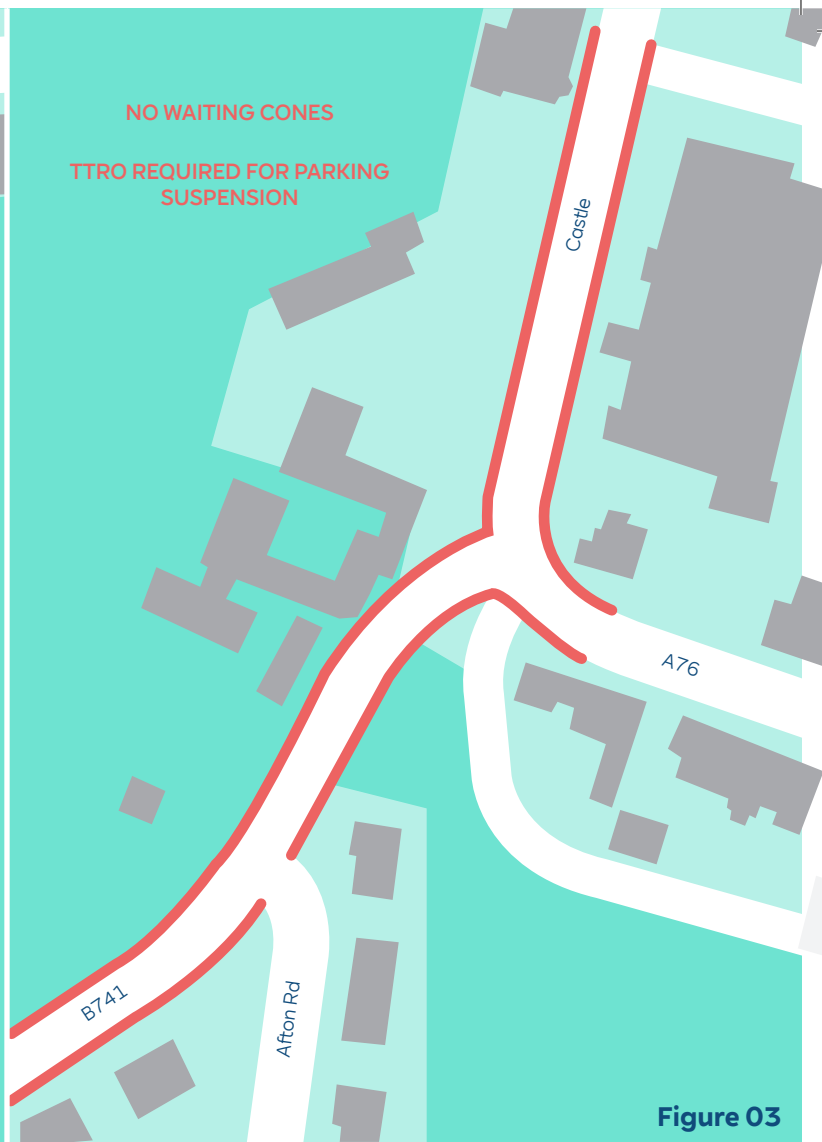 NO WAITING CONES
TTRO REQUIRED FOR PARKING
SUSPENSION
Castle
A76
B741
Afton Rd
Figure 03